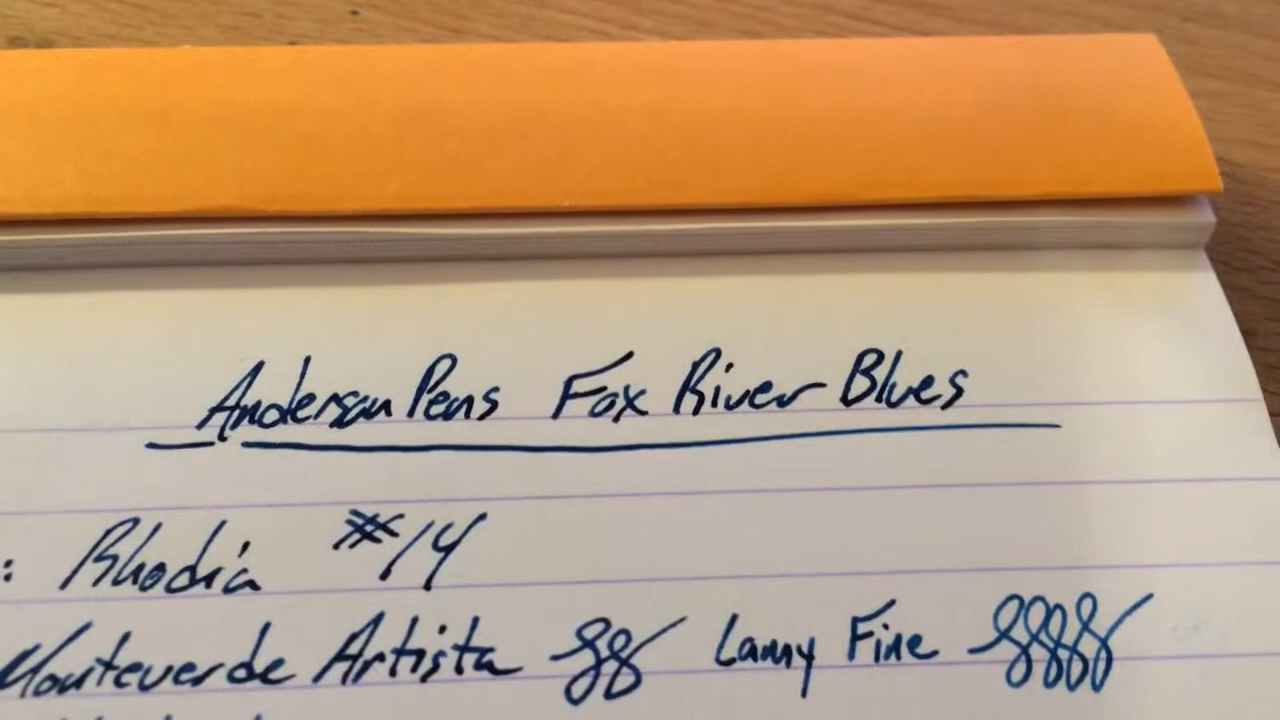 Anderson Pens Fox River Blues
: Rhodia #14
Monteverde Artista Lamy Fine